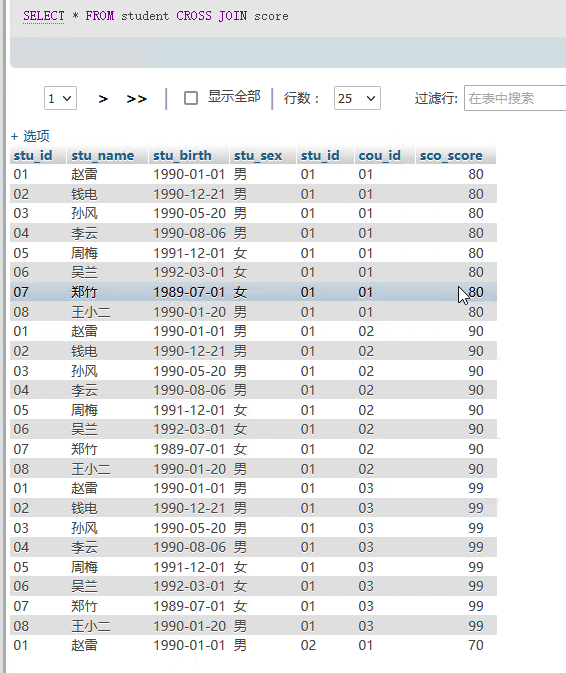 SELECT * FROM student CROSS JOIN score
1 > >> 显示全部 行数： 25 过滤行: 在表中搜索
+ 选项
stu_id stu_name stu_birth stu_sex stu_id cou_id sco_score
01 赵雷 1990-01-01 男 01 01 80
02 钱电 1990-12-21 男 01 01 80
03 孙风 1990-05-20 男 01 01 80
04 李云 1990-08-06 男 01 01 80
05 周梅 1991-12-01 女 01 01 80
06 吴兰 1992-03-01 女 01 01 80
07 郑竹 1989-07-01 女 01 01 80
08 王小二 1990-01-20 男 01 01 80
01 赵雷 1990-01-01 男 01 02 90
02 钱电 1990-12-21 男 01 02 90
03 孙风 1990-05-20 男 01 02 90
04 李云 1990-08-06 男 01 02 90
05 周梅 1991-12-01 女 01 02 90
06 吴兰 1992-03-01 女 01 02 90
07 郑竹 1989-07-01 女 01 02 90
08 王小二 1990-01-20 男 01 02 90
01 赵雷 1990-01-01 男 01 03 99
02 钱电 1990-12-21 男 01 03 99
03 孙风 1990-05-20 男 01 03 99
04 李云 1990-08-06 男 01 03 99
05 周梅 1991-12-01 女 01 03 99
06 吴兰 1992-03-01 女 01 03 99
07 郑竹 1989-07-01 女 01 03 99
08 王小二 1990-01-20 男 01 03 99
01 赵雷 1990-01-01 男 02 01 70